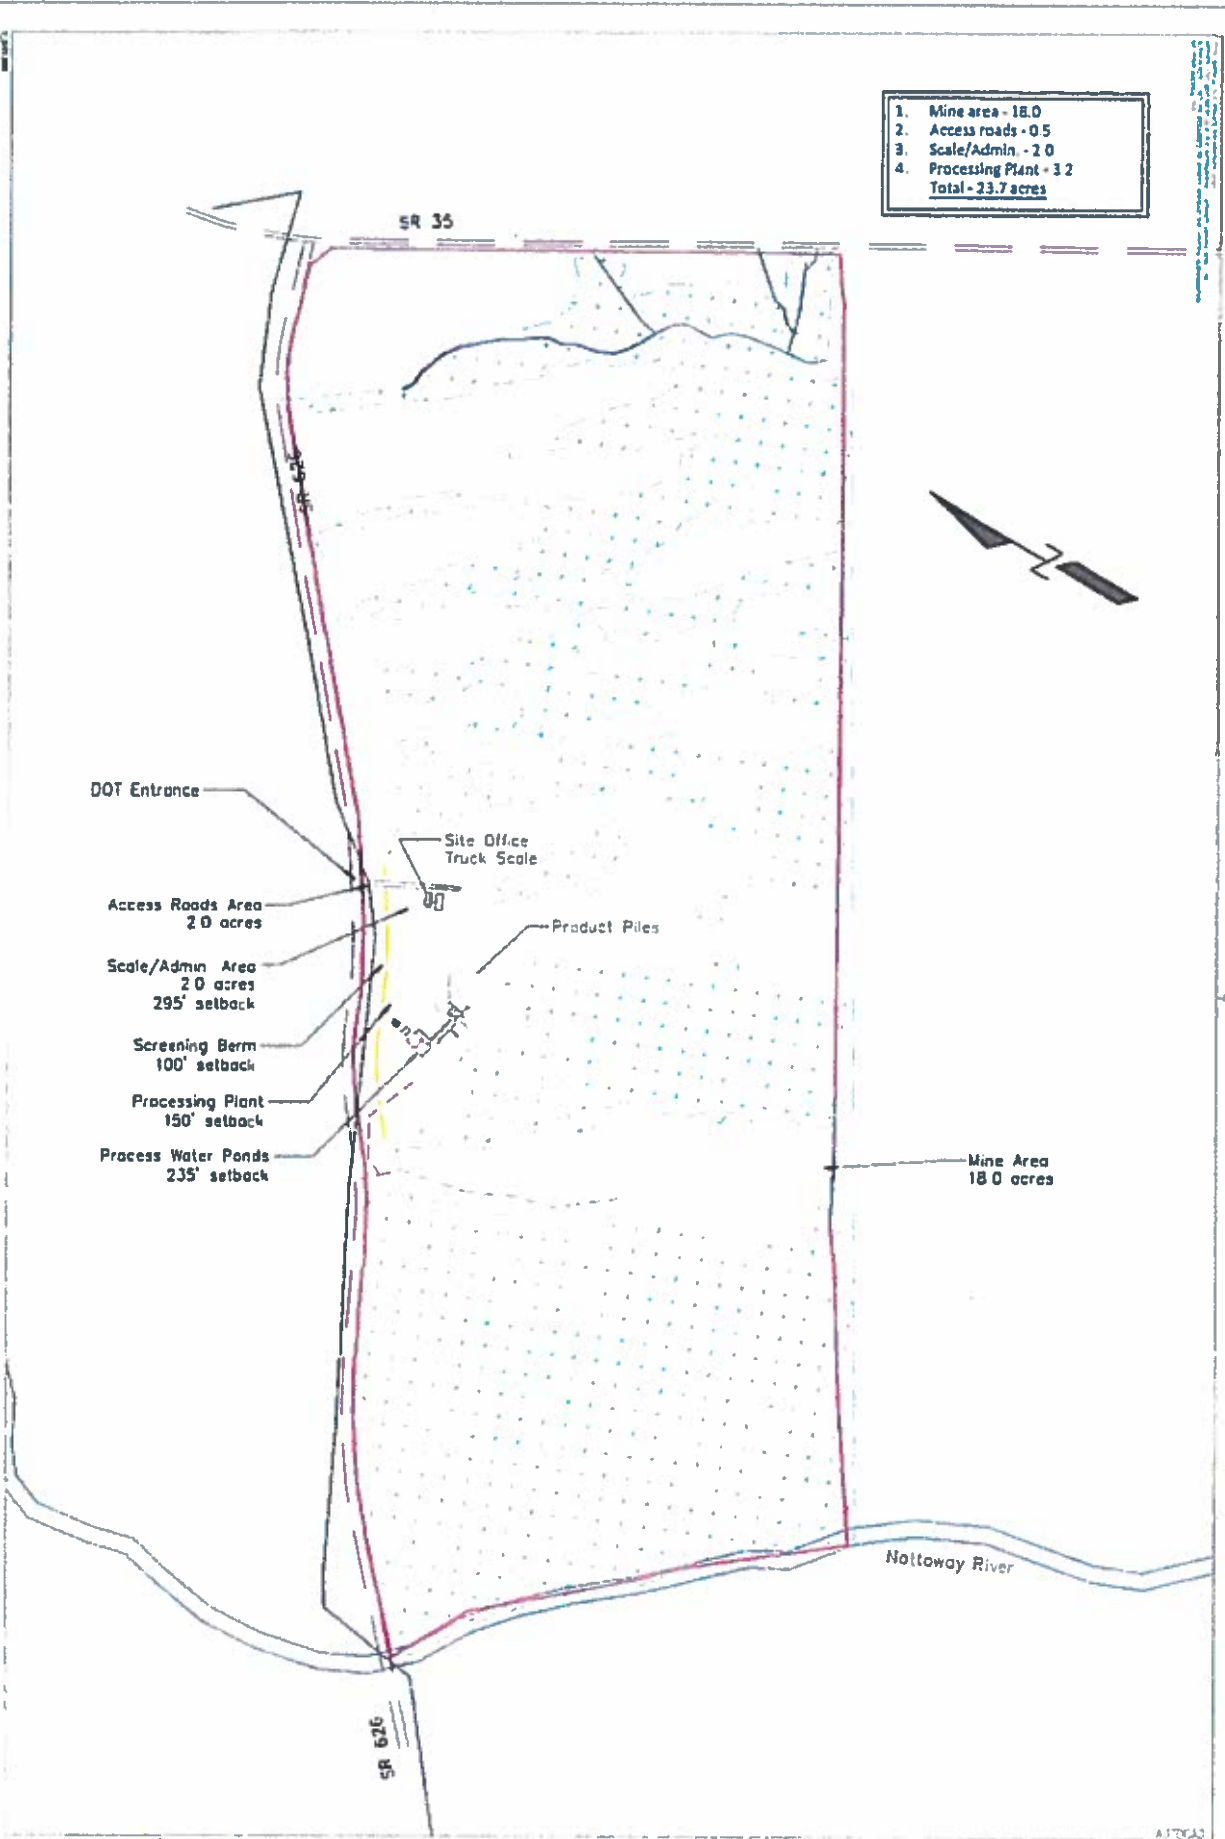 1. Mine area - 18.0
2. Access roads - 0.5
3. Scale/Admin. - 2.0
4. Processing Plant - 3.2
Total - 23.7 acres
SR 35
SR 626
DOT Entrance
Site Office
Truck Scale
Access Roads Area
2.0 acres
Product Piles
Scale/Admin Area
2.0 acres
295' setback
Screening Berm
100' setback
Processing Plant
150' setback
Process Water Ponds
235' setback
Mine Area
18.0 acres
Nottoway River
SR 626